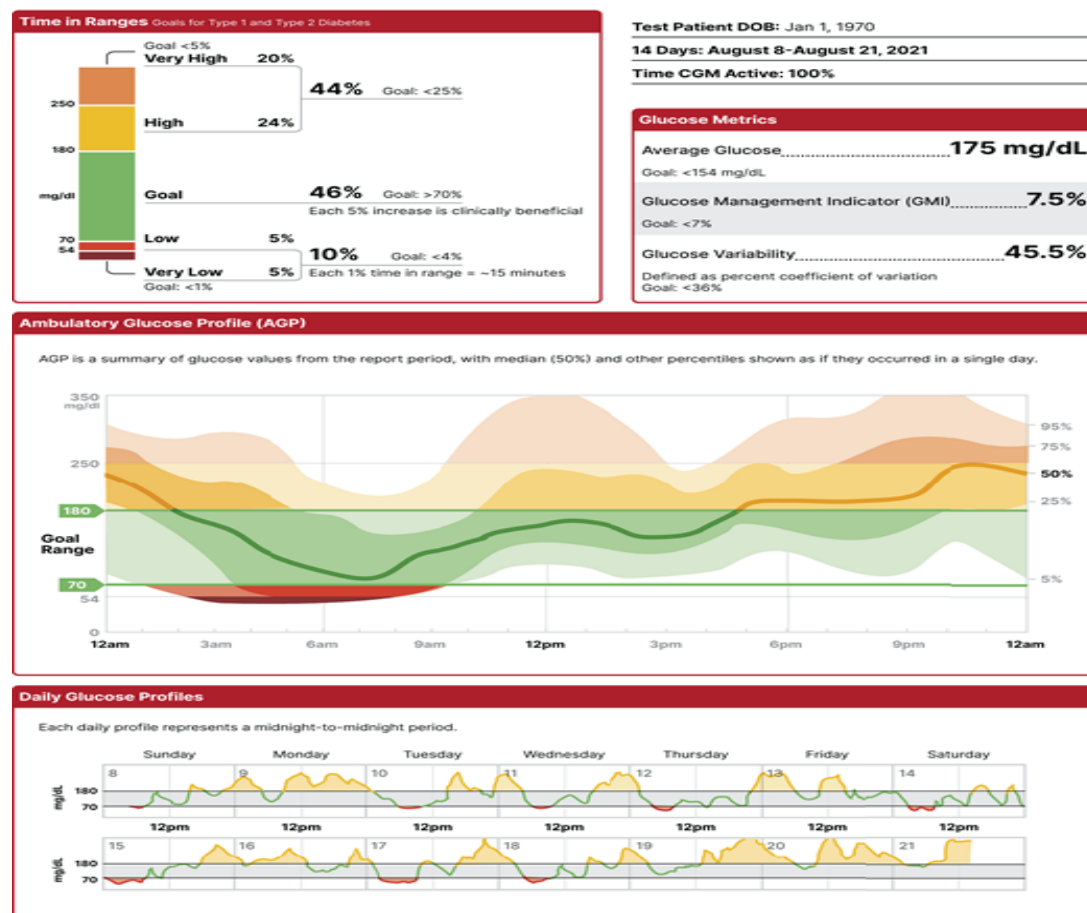 Time in Ranges Goals for Type 1 and Type 2 Diabetes
Goal <5%
Very High 20%
44% Goal: <25%
250
High 24%
180
mg/dl
Goal 46% Goal: >70%
Each 5% increase is clinically beneficial
70
Low 5%
54
10% Goal: <4%
Very Low 5% Each 1% time in range = ~15 minutes
Goal: <1%
Test Patient DOB: Jan 1, 1970
14 Days: August 8-August 21, 2021
Time CGM Active: 100%
Glucose Metrics
Average Glucose 175 mg/dL
Goal: <154 mg/dL
Glucose Management Indicator (GMI) 7.5%
Goal: <7%
Glucose Variability 45.5%
Defined as percent coefficient of variation
Goal: <36%
Ambulatory Glucose Profile (AGP)
AGP is a summary of glucose values from the report period, with median (50%) and other percentiles shown as if they occurred in a single day.
350
mg/dl
95%
75%
250
50%
25%
180
Goal
Range
70
5%
54
0
12am 3am 6am 9am 12pm 3pm 6pm 9pm 12am
Daily Glucose Profiles
Each daily profile represents a midnight-to-midnight period.
Sunday Monday Tuesday Wednesday Thursday Friday Saturday
8 9 10 11 12 13 14
180
mg/dL
70
12pm 12pm 12pm 12pm 12pm 12pm 12pm
15 16 17 18 19 20 21
180
mg/dL
70